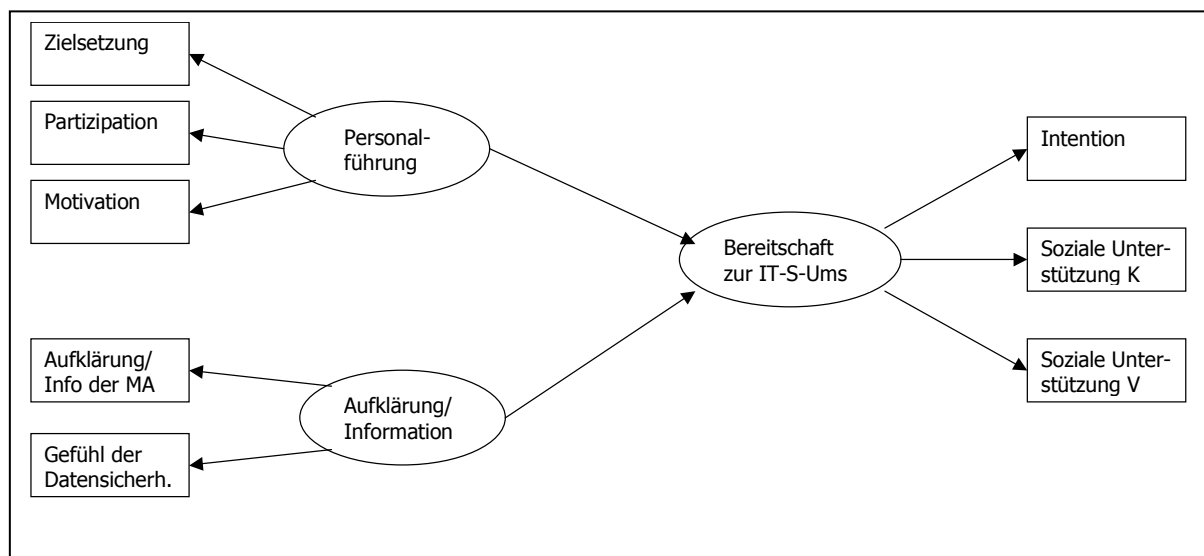 Zielsetzung
Partizipation
Motivation
Personal-
führung
Aufklärung/
Info der MA
Gefühl der
Datensicherh.
Aufklärung/
Information
Bereitschaft
zur IT-S-Ums
Intention
Soziale Unter-
stützung K
Soziale Unter-
stützung V